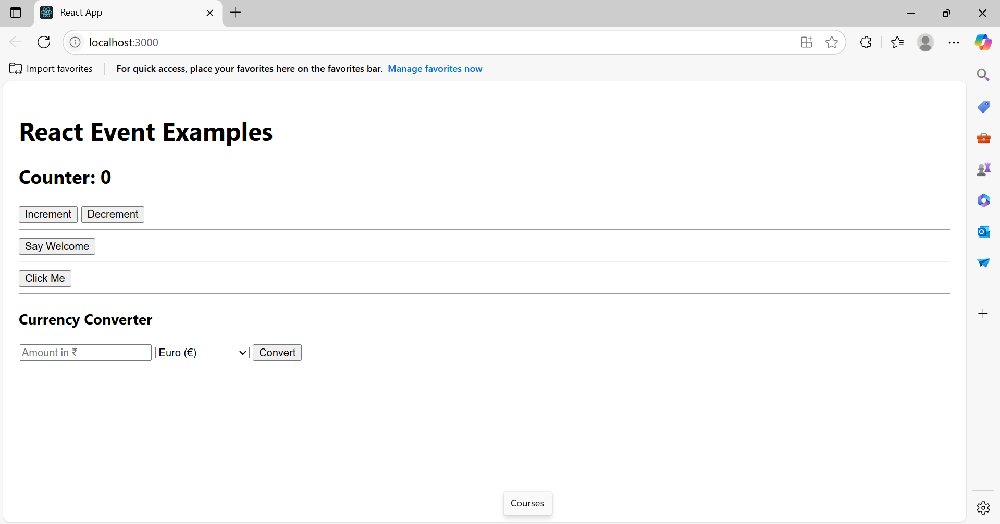 React App
localhost:3000
Import favorites
For quick access, place your favorites here on the favorites bar. Manage favorites now
React Event Examples
Counter: 0
Increment Decrement
Say Welcome
Click Me
Currency Converter
Amount in ₹ Euro (€) Convert
Courses